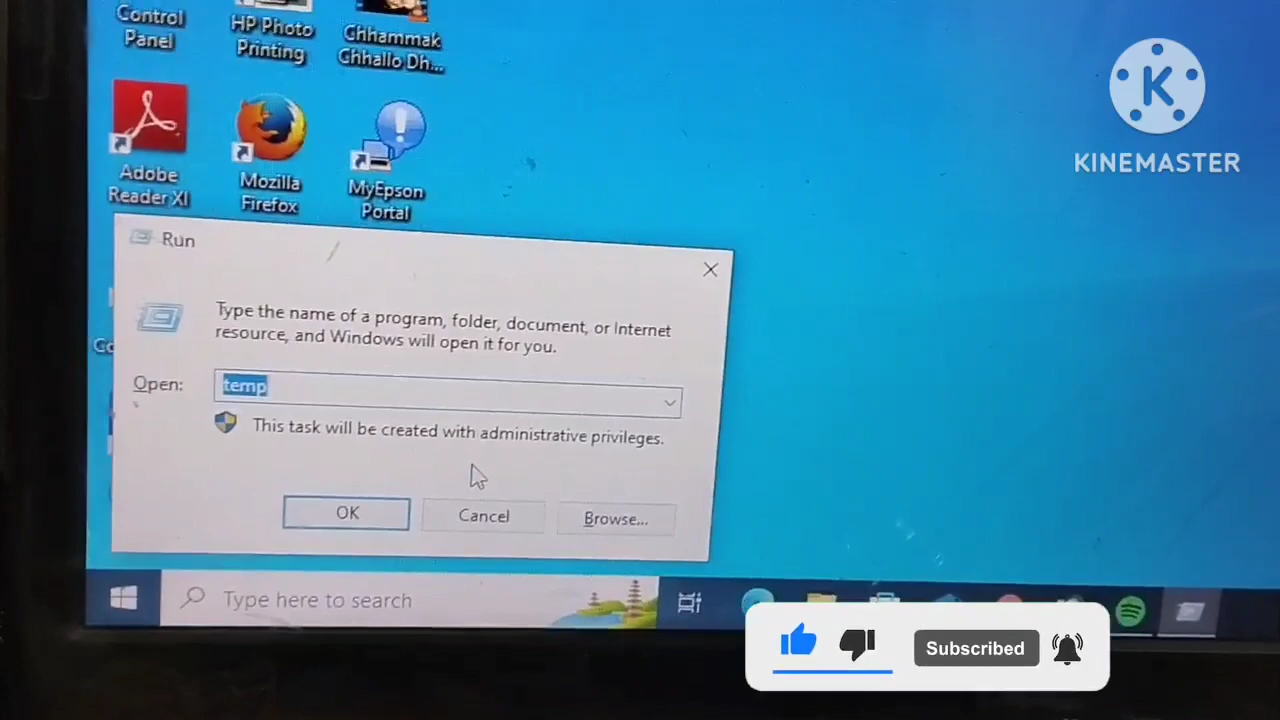 Control
Panel
HP Photo
Printing
Chhammak
Chhallo Dh...
KINEMASTER
Adobe
Reader XI
Mozilla
Firefox
MyEpson
Portal
Run
Type the name of a program, folder, document, or Internet
resource, and Windows will open it for you.
Open:
temp
This task will be created with administrative privileges.
OK
Cancel
Browse...
Type here to search
Subscribed